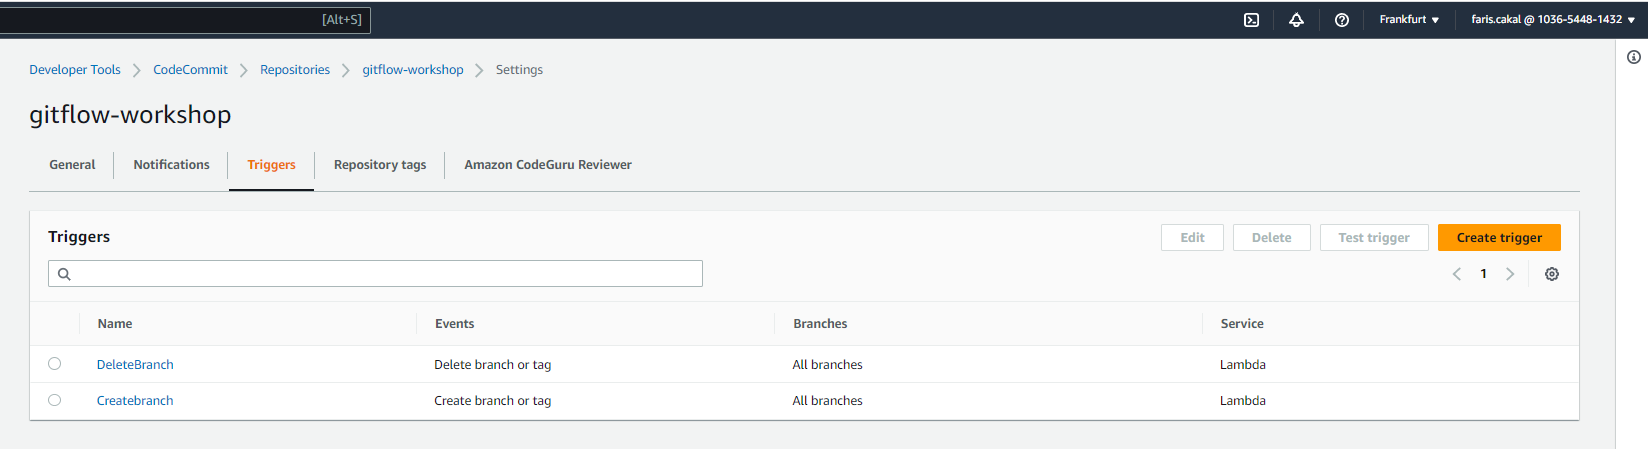 [Alt+S] Frankfurt faris.cakal @ 1036-5448-1432
Developer Tools CodeCommit Repositories gitflow-workshop Settings
gitflow-workshop
General Notifications Triggers Repository tags Amazon CodeGuru Reviewer
Triggers Edit Delete Test trigger Create trigger
1
Name Events Branches Service
DeleteBranch Delete branch or tag All branches Lambda
Createbranch Create branch or tag All branches Lambda